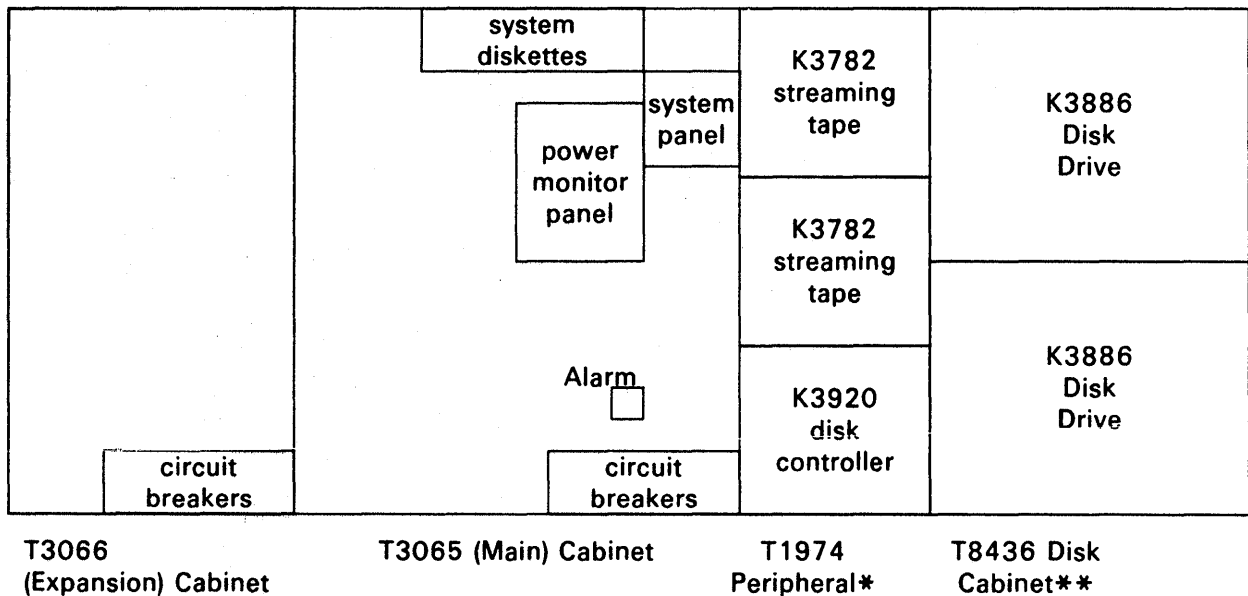 system
diskettes
system
panel
power
monitor
panel
Alarm
circuit
breakers
circuit
breakers
K3782
streaming
tape
K3782
streaming
tape
K3920
disk
controller
K3886
Disk
Drive
K3886
Disk
Drive
T3066
(Expansion) Cabinet
T3065 (Main) Cabinet
T1974
Peripheral*
T8436 Disk
Cabinet**